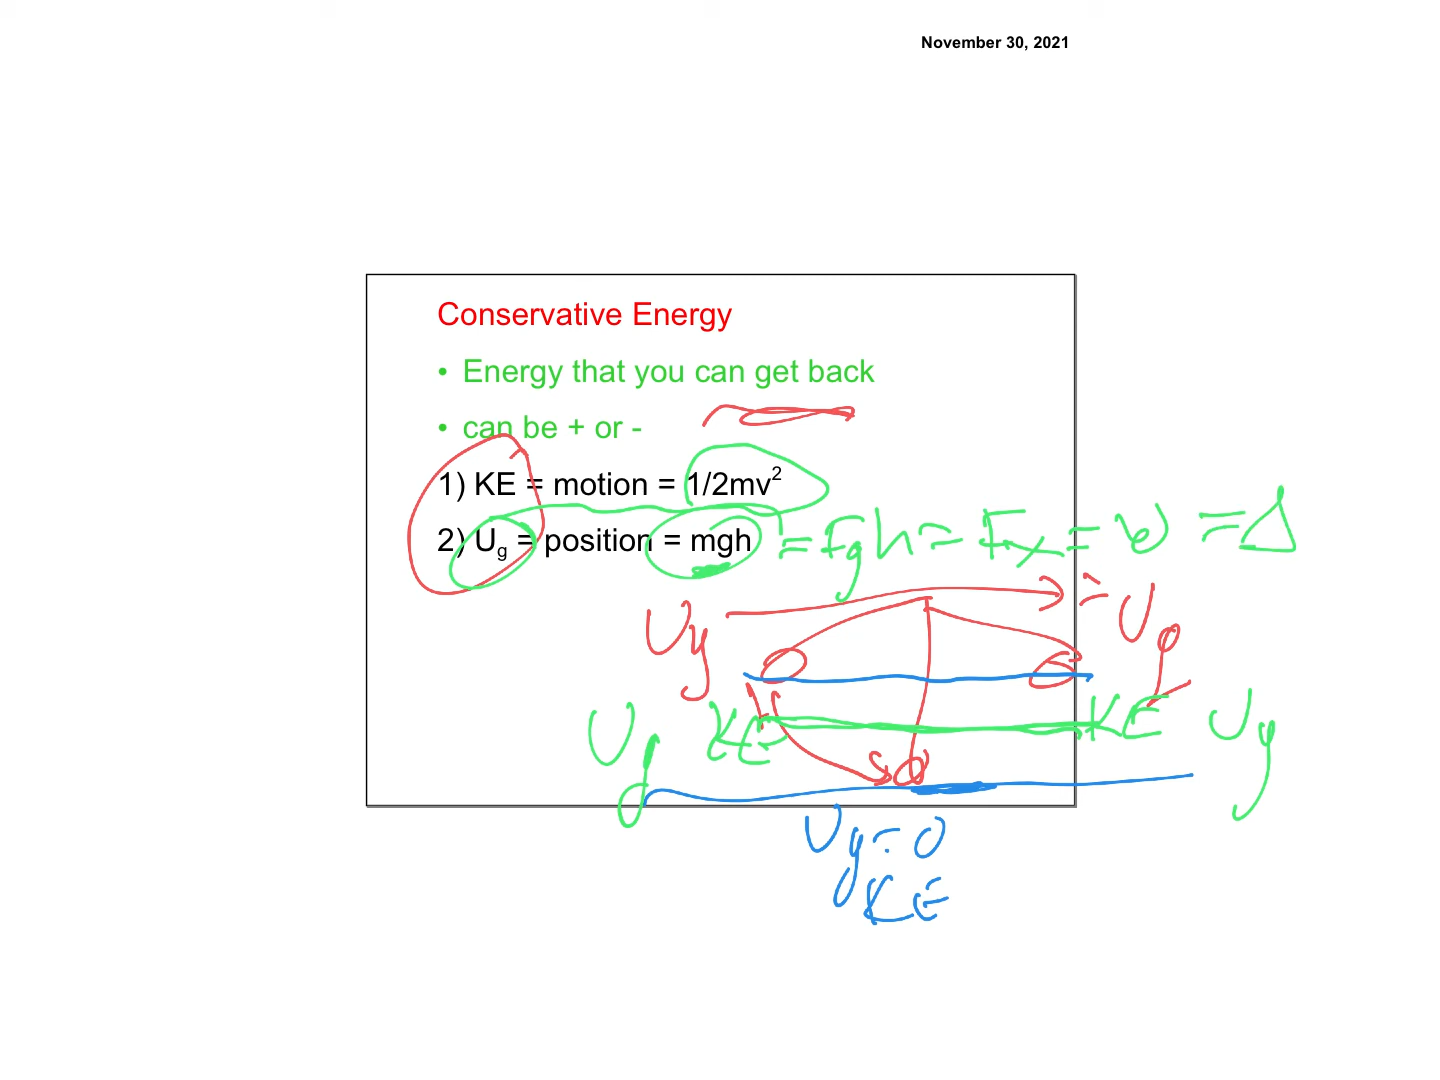 November 30, 2021
Conservative Energy
• Energy that you can get back
• can be + or -
1) KE = motion = 1/2mv²
2) Ug = position = mgh = Fgh = Fx = W = Δ
Ug = Ug
Ug KE KE Ug
Ug = 0
KE